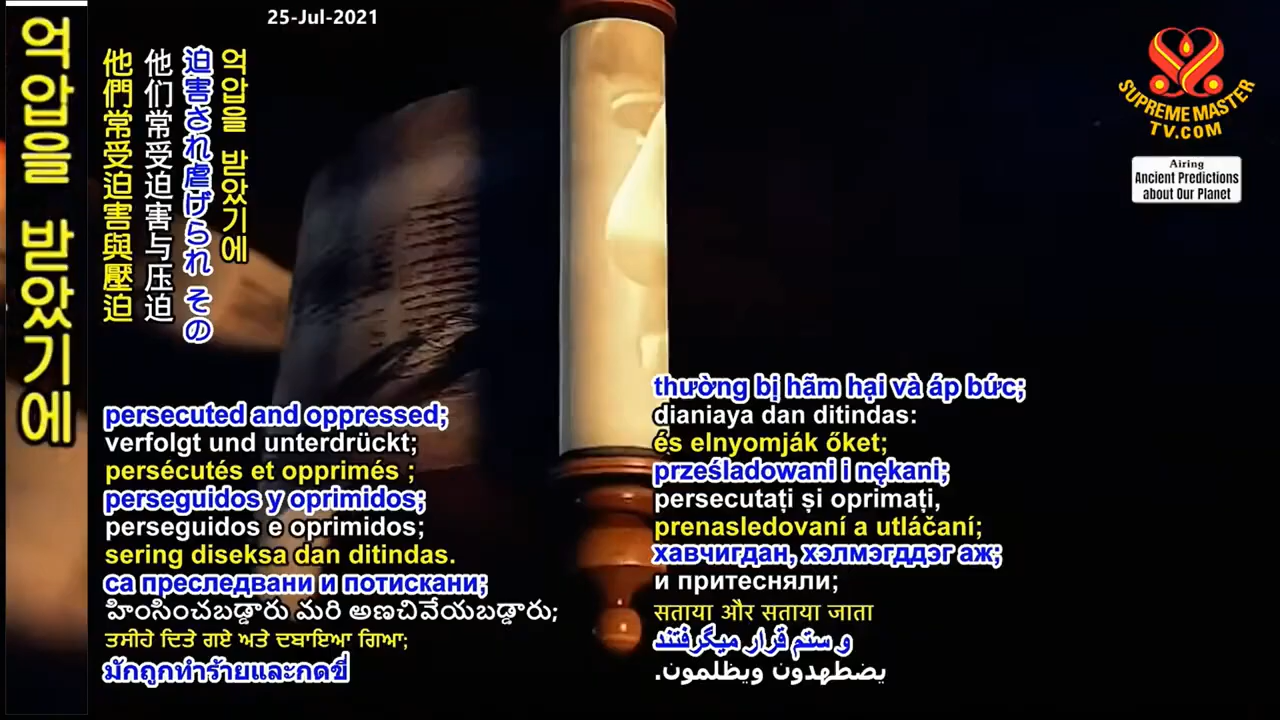 억압을 받았기에
25-Jul-2021
억압을 받았기에
迫害され虐げられ その
他们常受迫害与压迫
他們常受迫害與壓迫
SUPREME MASTER
TV.COM
Airing
Ancient Predictions
about Our Planet
persecuted and oppressed;
verfolgt und unterdrückt;
persécutés et opprimés ;
perseguidos y oprimidos;
perseguidos e oprimidos;
sering diseksa dan ditindas.
са преследвани и потискани;
హింసించబడ్డారు మరి అణచివేయబడ్డారు;
ਤਸੀਹੇ ਦਿਤੇ ਗਏ ਅਤੇ ਦਬਾਇਆ ਗਿਆ;
มักถูกทำร้ายและกดขี่
thường bị hãm hại và áp bức;
dianiaya dan ditindas:
és elnyomják őket;
prześladowani i nękani;
persecutați și oprimați,
prenasledovaní a utláčaní;
хавчигдан, хэлмэгддэг аж;
и притесняли;
सताया और सताया जाता
و ستم قرار میگرفتند
يضطهدون ويظلمون.